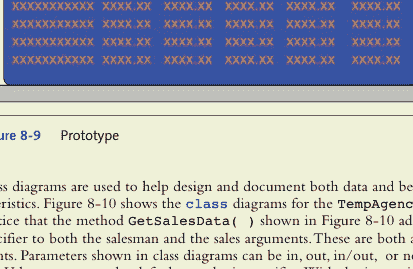 XXXXXXXXXXX XXXX.XX XXXX.XX XXXX.XX XXXX.XX XXXX.XX
XXXXXXXXXXX XXXX.XX XXXX.XX XXXX.XX XXXX.XX XXXX.XX
XXXXXXXXXXX XXXX.XX XXXX.XX XXXX.XX XXXX.XX XXXX.XX
XXXXXXXXXXX XXXX.XX XXXX.XX XXXX.XX XXXX.XX XXXX.XX
ure 8-9 Prototype
ss diagrams are used to help design and document both data and be
eristics. Figure 8-10 shows the class diagrams for the TempAgenc
tice that the method GetSalesData( ) shown in Figure 8-10 ad
cifier to both the salesman and the sales arguments. These are both a
nts. Parameters shown in class diagrams can be in, out, in/out, or n